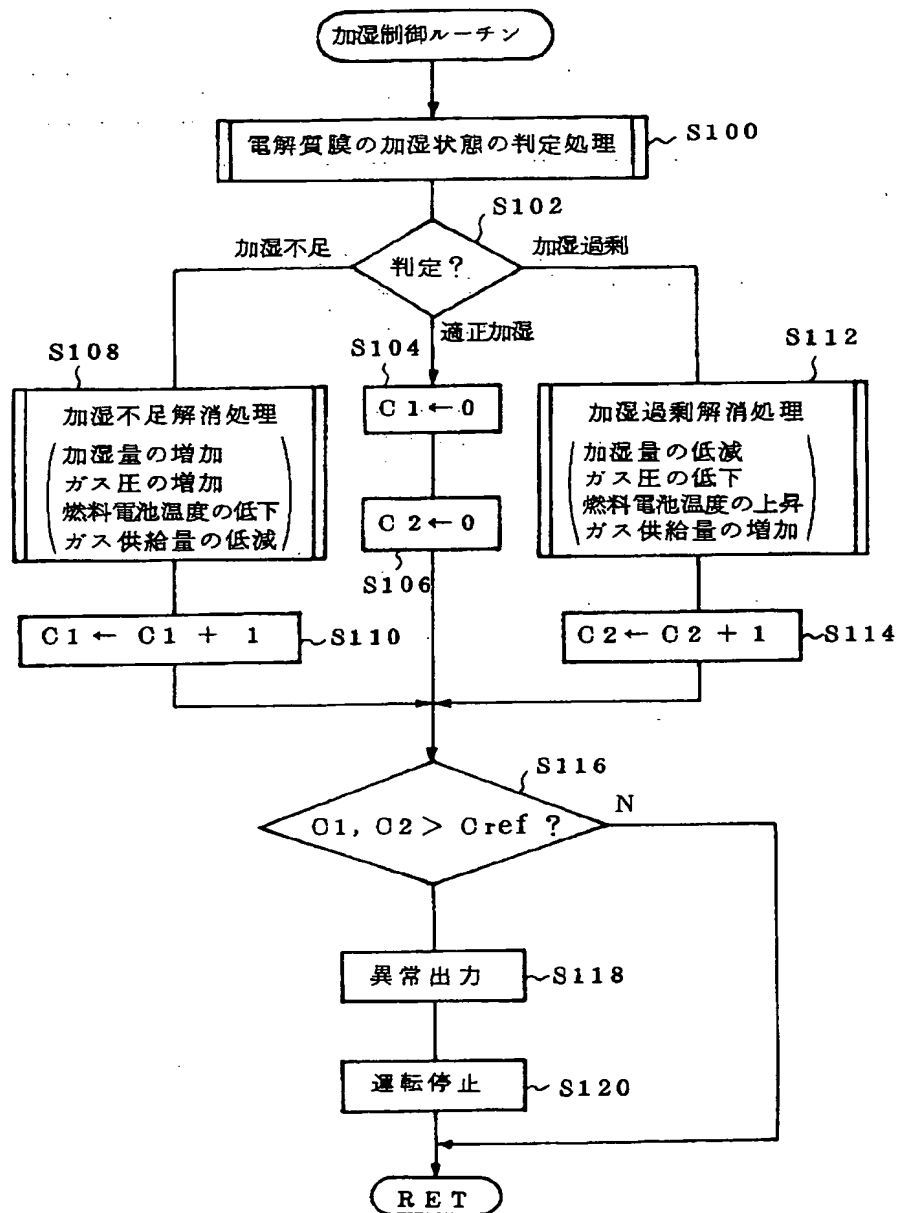 加湿制御ルーチン
電解質膜の加湿状態の判定処理
S100
S102
加湿不足
判定?
加湿過剰
適正加湿
S108
加湿不足解消処理
加湿量の増加
ガス圧の増加
燃料電池温度の低下
ガス供給量の低減
S104
C1←0
C2←0
S106
S112
加湿過剰解消処理
加湿量の低減
ガス圧の低下
燃料電池温度の上昇
ガス供給量の増加
C1 ← C1 + 1
S110
C2 ← C2 + 1
S114
S116
C1, C2 > Cref ?
N
異常出力
S118
運転停止
S120
RET